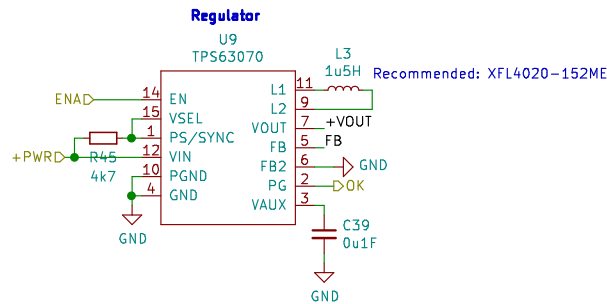 Regulator
U9
TPS63070
L3
1u5H
Recommended: XFL4020-152ME
ENA
14
EN
15
VSEL
1
PS/SYNC
+PWR
12
VIN
R45
4k7
10
PGND
4
GND
GND
L1
11
L2
9
VOUT
7
+VOUT
FB
5
FB
FB2
6
GND
PG
2
OK
VAUX
3
C39
0u1F
GND